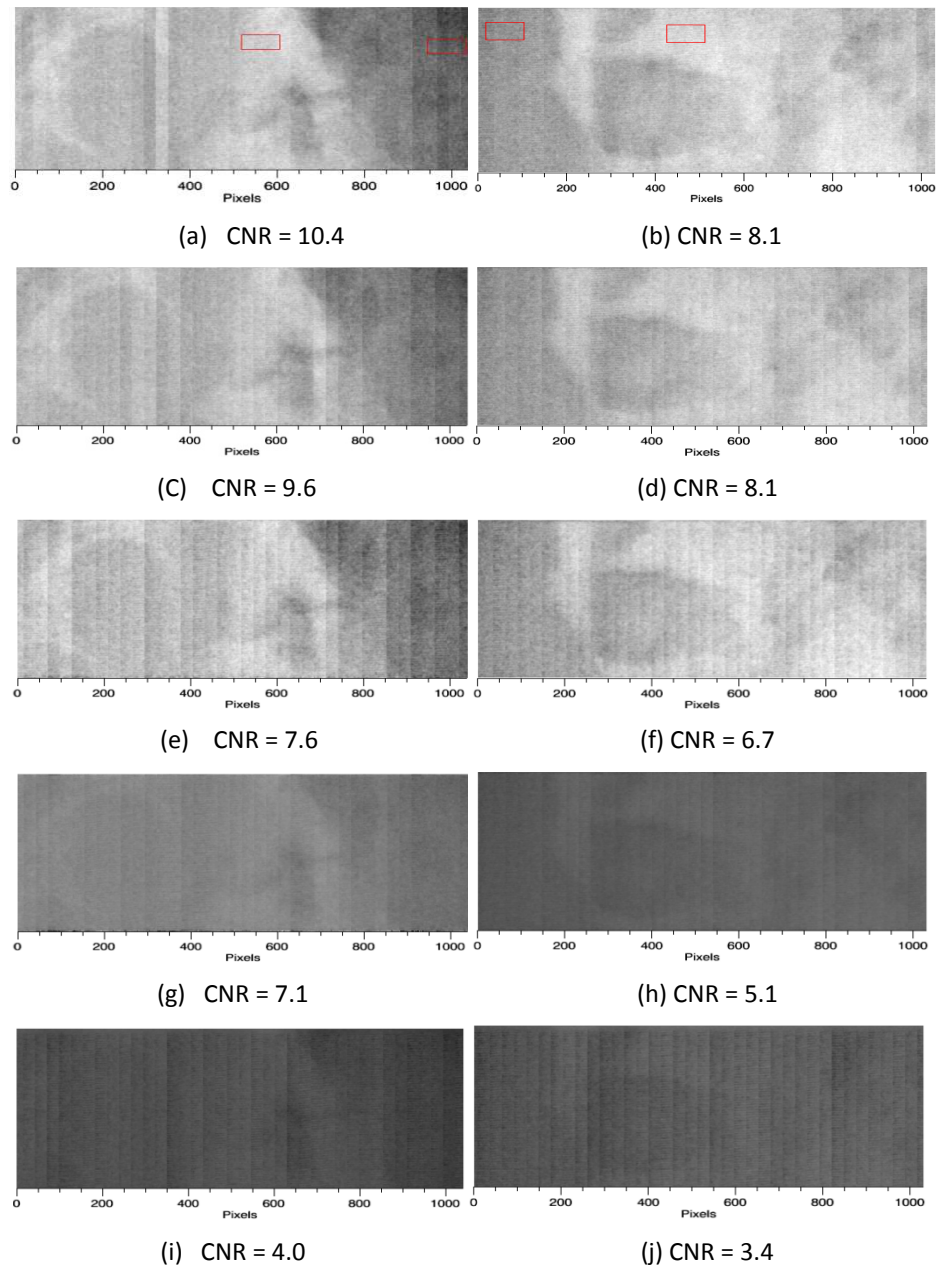 0 200 400 600 800 1000
Pixels
0 200 400 600 800 1000
Pixels
(a) CNR = 10.4
(b) CNR = 8.1
0 200 400 600 800 1000
Pixels
0 200 400 600 800 1000
Pixels
(C) CNR = 9.6
(d) CNR = 8.1
0 200 400 600 800 1000
Pixels
0 200 400 600 800 1000
Pixels
(e) CNR = 7.6
(f) CNR = 6.7
0 200 400 600 800 1000
Pixels
0 200 400 600 800 1000
Pixels
(g) CNR = 7.1
(h) CNR = 5.1
0 200 400 600 800 1000
Pixels
0 200 400 600 800 1000
Pixels
(i) CNR = 4.0
(j) CNR = 3.4